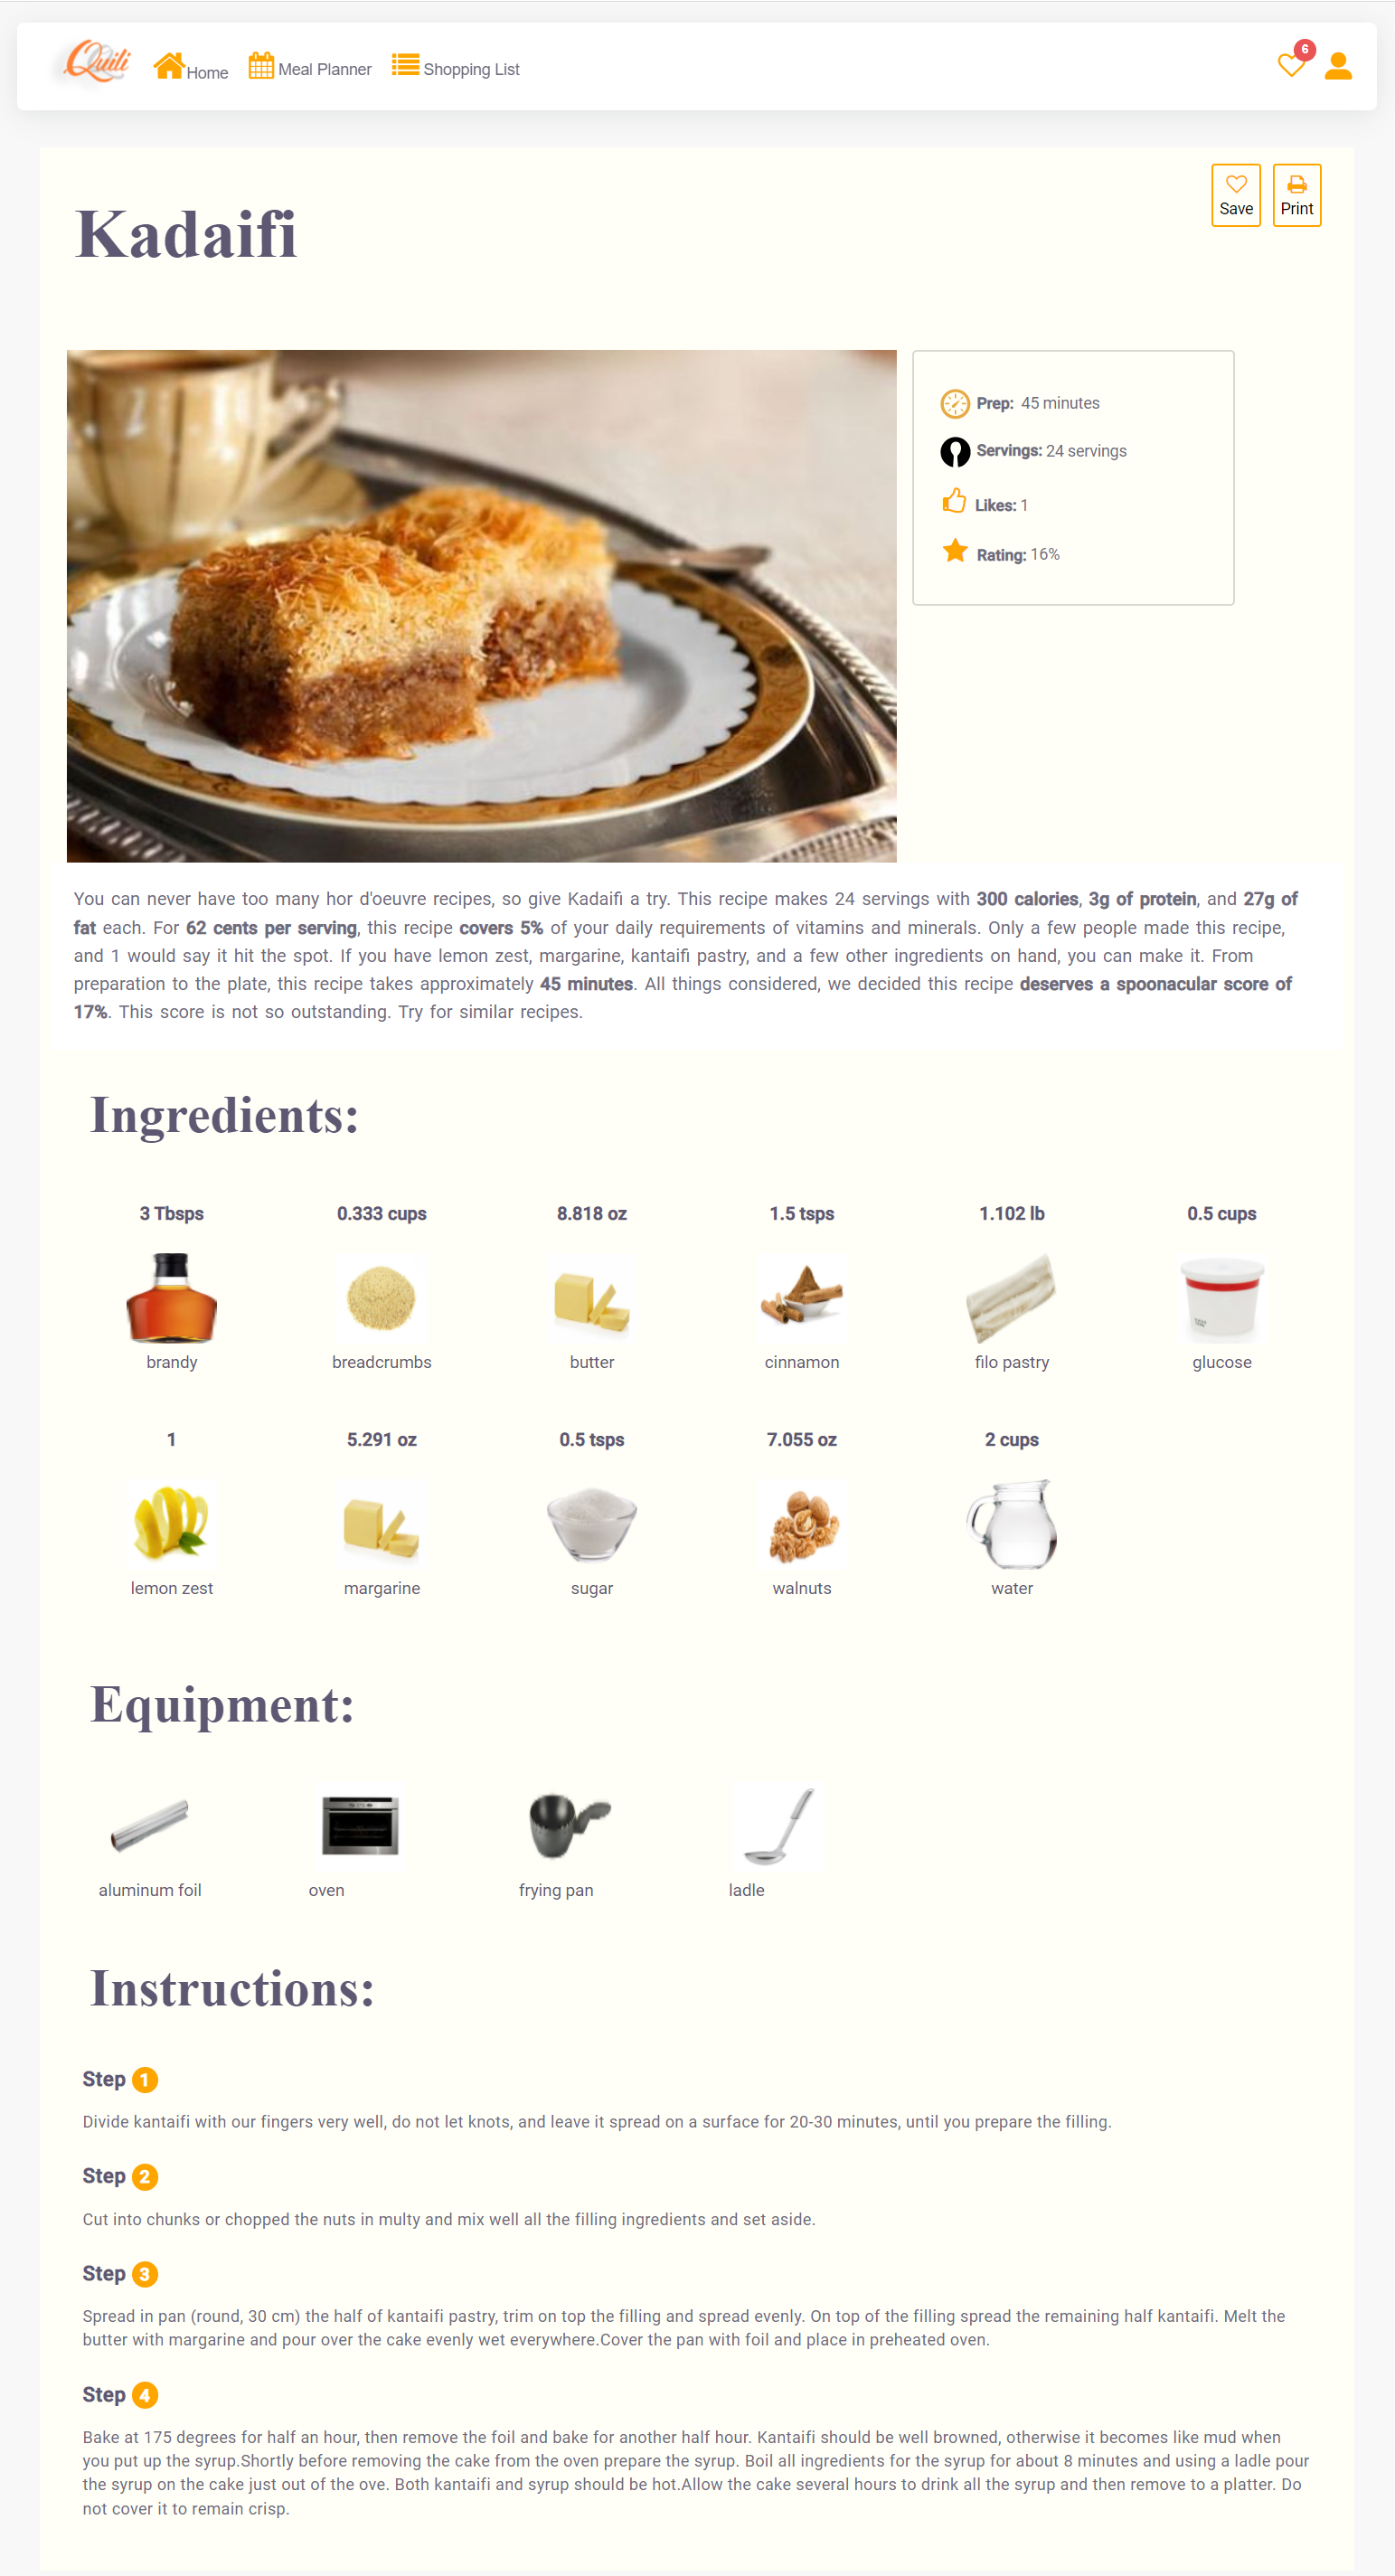 Quili
Home
Meal Planner
Shopping List
6
Save
Print
Kadaifi
Prep: 45 minutes
Servings: 24 servings
Likes: 1
Rating: 16%
You can never have too many hor d'oeuvre recipes, so give Kadaifi a try. This recipe makes 24 servings with 300 calories, 3g of protein, and 27g of
fat each. For 62 cents per serving, this recipe covers 5% of your daily requirements of vitamins and minerals. Only a few people made this recipe,
and 1 would say it hit the spot. If you have lemon zest, margarine, kantaifi pastry, and a few other ingredients on hand, you can make it. From
preparation to the plate, this recipe takes approximately 45 minutes. All things considered, we decided this recipe deserves a spoonacular score of
17%. This score is not so outstanding. Try for similar recipes.
Ingredients:
3 Tbsps
0.333 cups
8.818 oz
1.5 tsps
1.102 lb
0.5 cups
brandy
breadcrumbs
butter
cinnamon
filo pastry
glucose
1
5.291 oz
0.5 tsps
7.055 oz
2 cups
lemon zest
margarine
sugar
walnuts
water
Equipment:
aluminum foil
oven
frying pan
ladle
Instructions:
Step 1
Divide kantaifi with our fingers very well, do not let knots, and leave it spread on a surface for 20-30 minutes, until you prepare the filling.
Step 2
Cut into chunks or chopped the nuts in multy and mix well all the filling ingredients and set aside.
Step 3
Spread in pan (round, 30 cm) the half of kantaifi pastry, trim on top the filling and spread evenly. On top of the filling spread the remaining half kantaifi. Melt the
butter with margarine and pour over the cake evenly wet everywhere.Cover the pan with foil and place in preheated oven.
Step 4
Bake at 175 degrees for half an hour, then remove the foil and bake for another half hour. Kantaifi should be well browned, otherwise it becomes like mud when
you put up the syrup.Shortly before removing the cake from the oven prepare the syrup. Boil all ingredients for the syrup for about 8 minutes and using a ladle pour
the syrup on the cake just out of the ove. Both kantaifi and syrup should be hot.Allow the cake several hours to drink all the syrup and then remove to a platter. Do
not cover it to remain crisp.